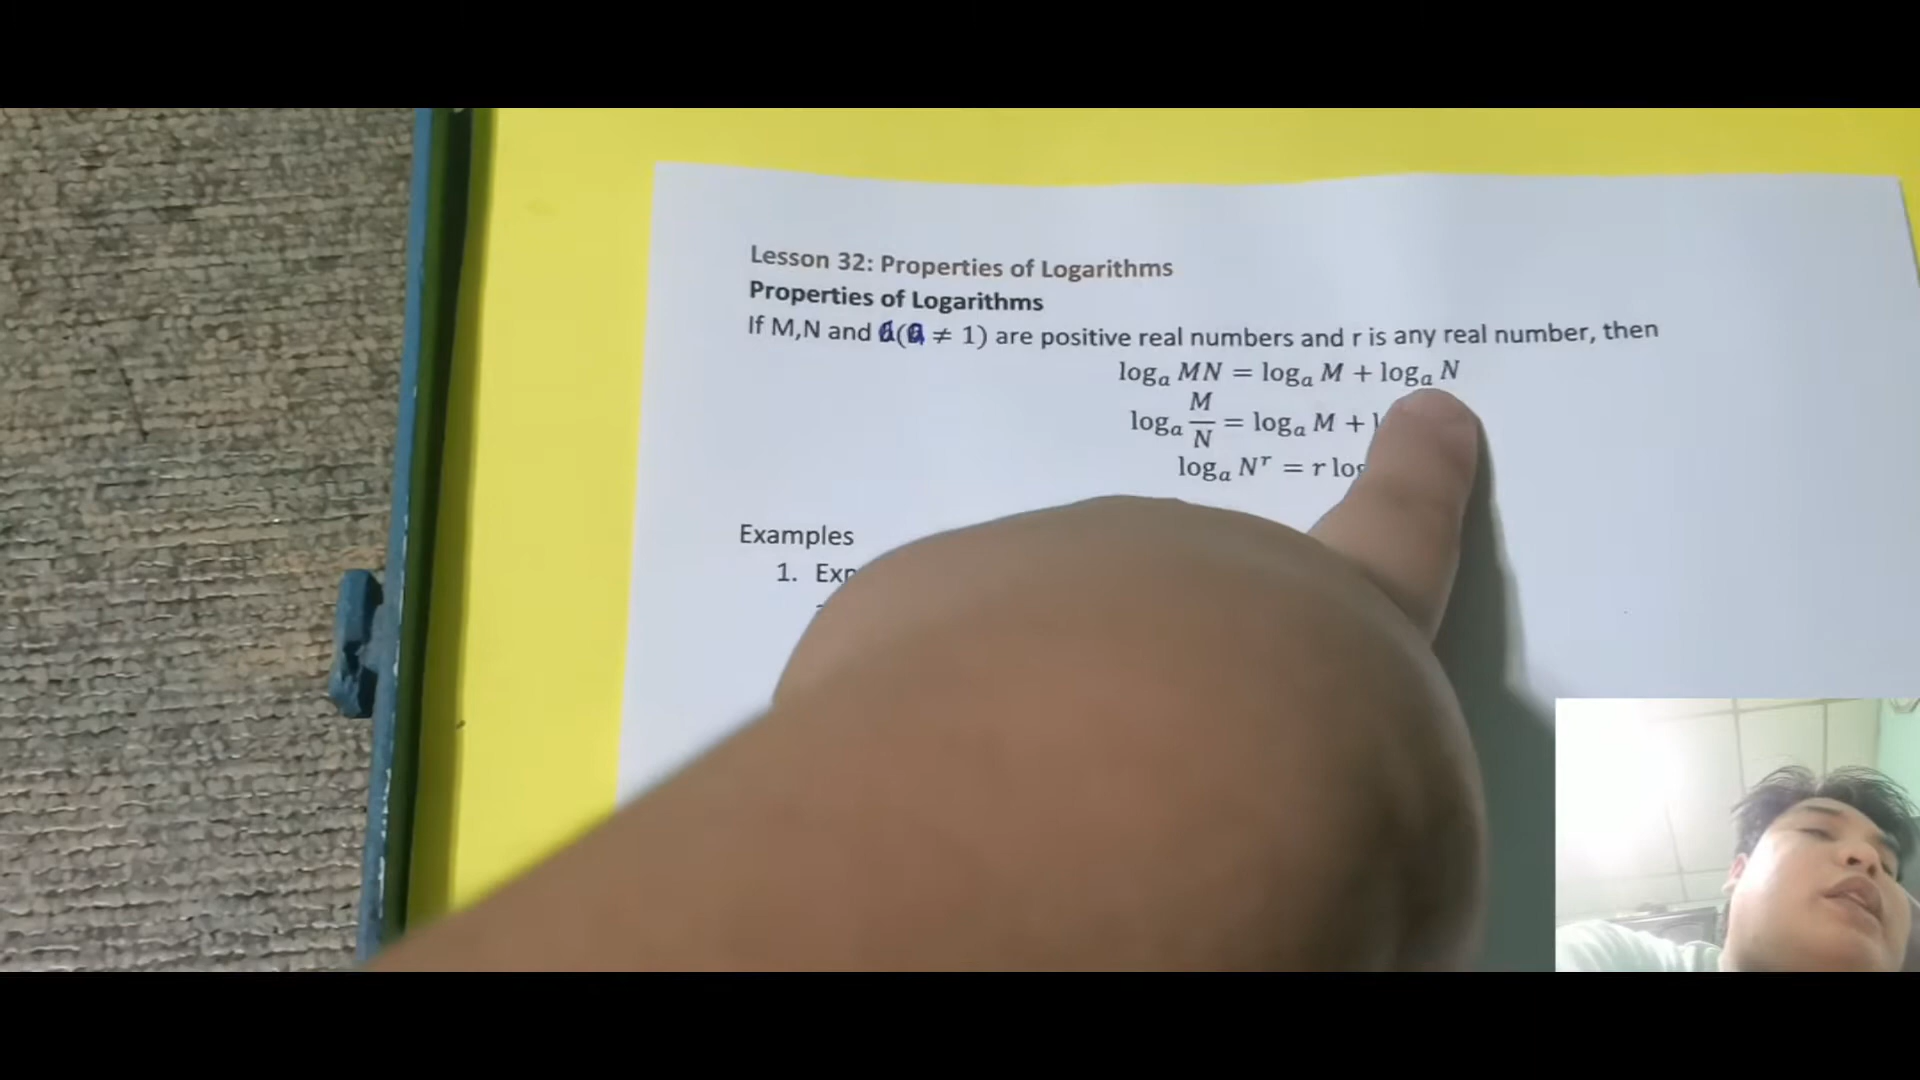 Lesson 32: Properties of Logarithms
Properties of Logarithms
If M,N and a(a ≠ 1) are positive real numbers and r is any real number, then
logₐ MN = logₐ M + logₐ N
logₐ M/N = logₐ M +
logₐ Nʳ = r log
Examples
1.